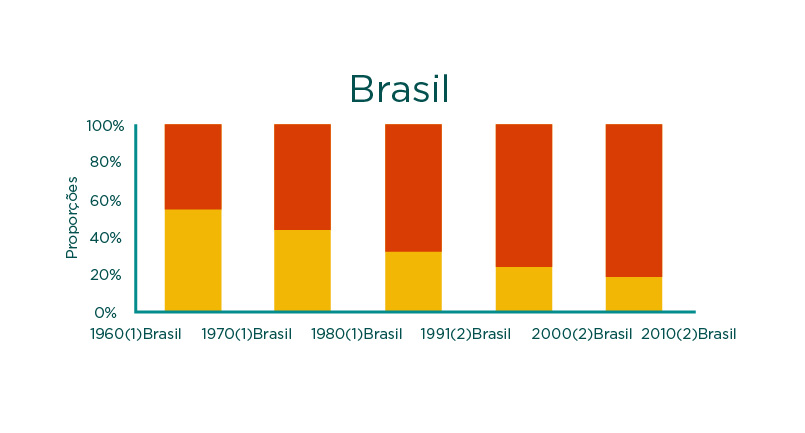 Brasil
Proporções
100%
80%
60%
40%
20%
0%
1960(1)Brasil 1970(1)Brasil 1980(1)Brasil 1991(2)Brasil 2000(2)Brasil 2010(2)Brasil